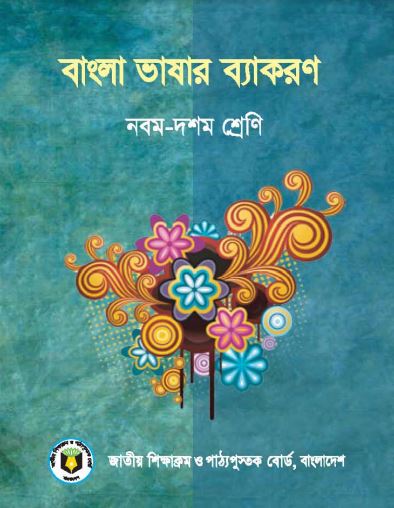 বাংলা ভাষার ব্যাকরণ
নবম-দশম শ্রেণি
জাতীয় শিক্ষাক্রম ও পাঠ্যপুস্তক বোর্ড, বাংলাদেশ